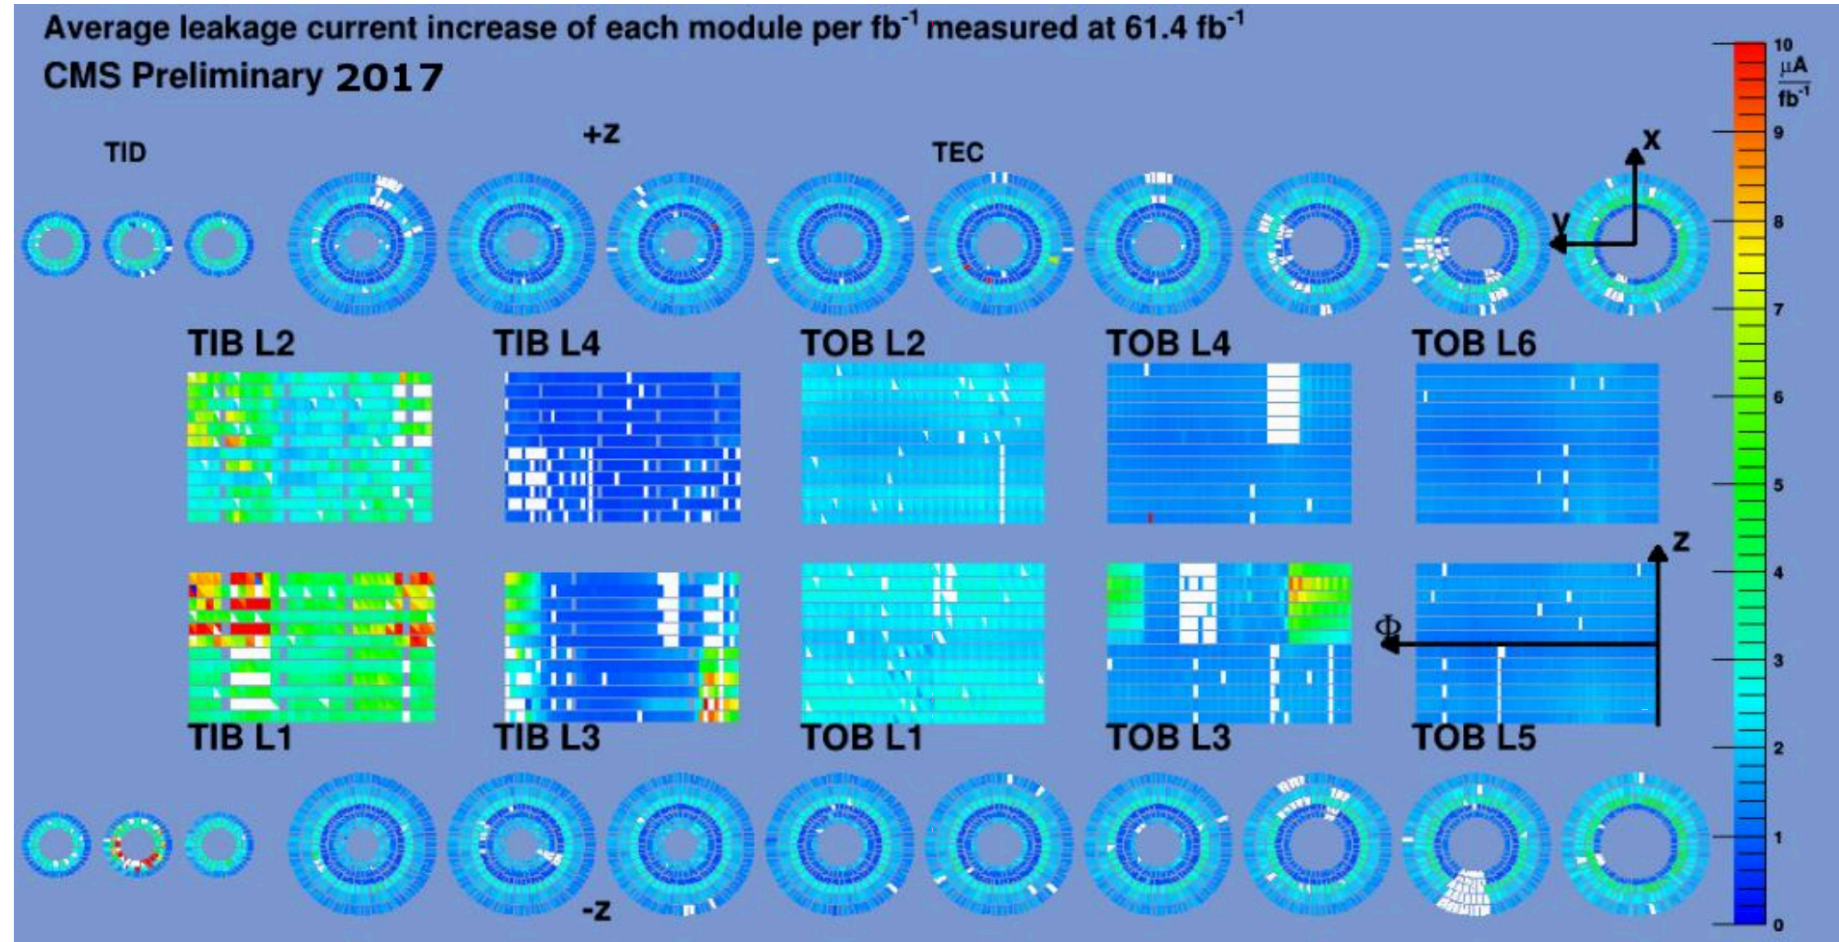 Average leakage current increase of each module per fb⁻¹ measured at 61.4 fb⁻¹
CMS Preliminary 2017
10
μA
fb⁻¹
9
8
7
6
5
4
3
2
1
0
+z
TID
TEC
x
y
TIB L2
TIB L4
TOB L2
TOB L4
TOB L6
z
Φ
TIB L1
TIB L3
TOB L1
TOB L3
TOB L5
-z